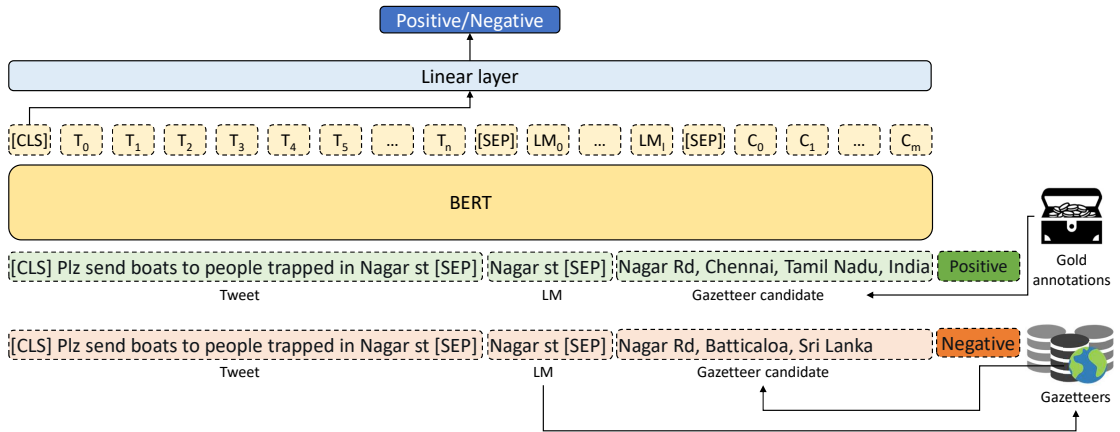 Positive/Negative
Linear layer
[CLS] T0 T1 T2 T3 T4 T5 ... Tn [SEP] LM0 ... LMl [SEP] C0 C1 ... Cm
BERT
[CLS] Plz send boats to people trapped in Nagar st [SEP] Nagar st [SEP] Nagar Rd, Chennai, Tamil Nadu, India Positive
Gold
annotations
Tweet LM Gazetteer candidate
[CLS] Plz send boats to people trapped in Nagar st [SEP] Nagar st [SEP] Nagar Rd, Batticaloa, Sri Lanka Negative
Tweet LM Gazetteer candidate
Gazetteers